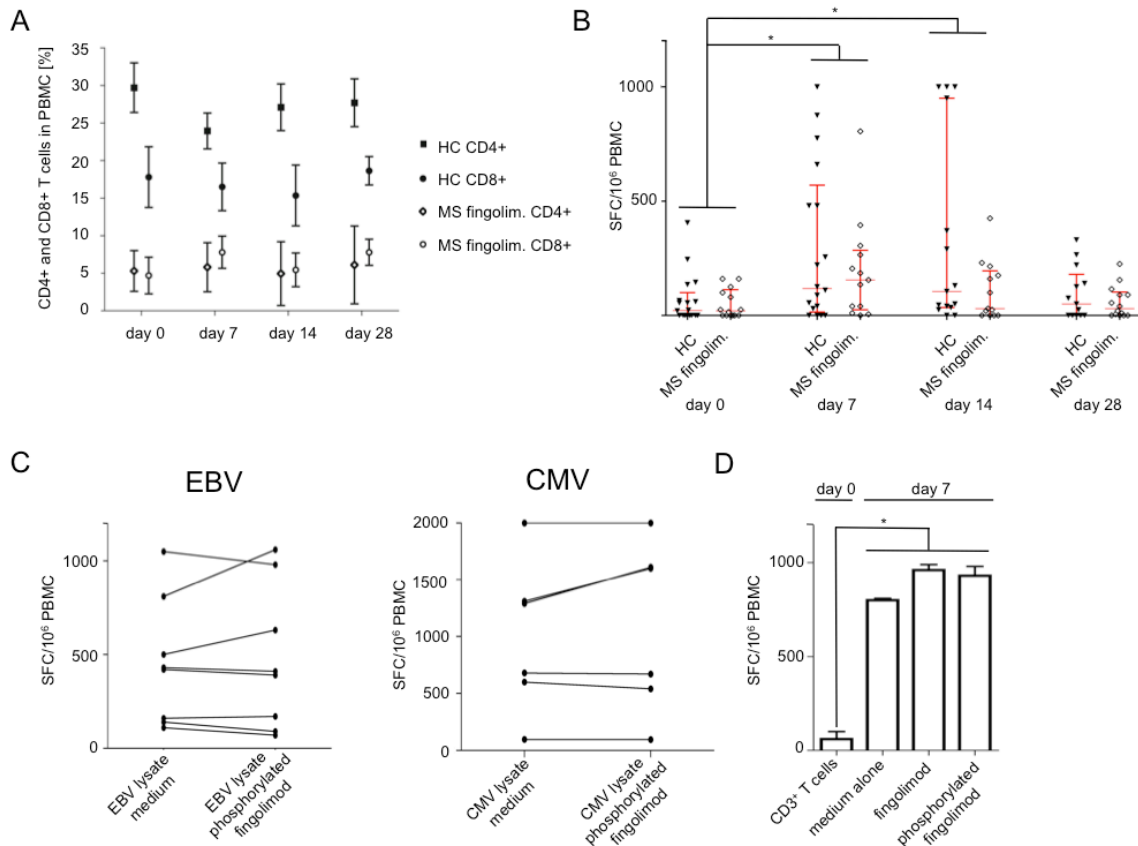 A
CD4+ and CD8+ T cells in PBMC [%]
35
30
25
20
15
10
5
0
day 0
day 7
day 14
day 28
HC CD4+
HC CD8+
MS fingolim. CD4+
MS fingolim. CD8+
B
*
*
SFC/10⁶ PBMC
1000
500
0
HC
MS fingolim.
HC
MS fingolim.
HC
MS fingolim.
HC
MS fingolim.
day 0
day 7
day 14
day 28
C
EBV
SFC/10⁶ PBMC
1000
500
0
EBV lysate
medium
EBV lysate
phosphorylated
fingolimod
CMV
SFC/10⁶ PBMC
2000
1500
1000
500
0
CMV lysate
medium
CMV lysate
phosphorylated
fingolimod
D
day 0
day 7
*
SFC/10⁶ PBMC
1000
500
0
CD3⁺ T cells
medium alone
fingolimod
phosphorylated
fingolimod